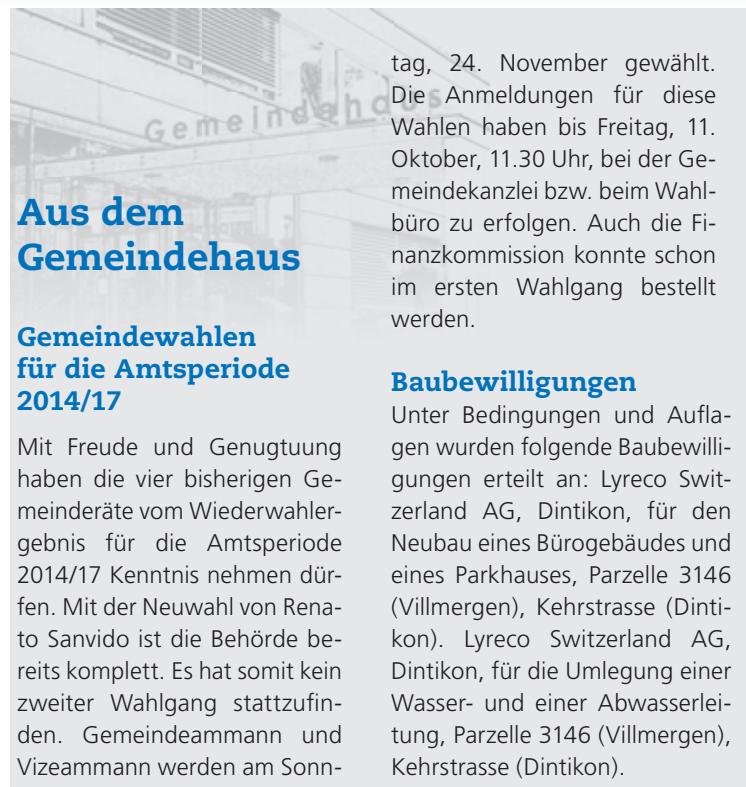 Gemeindehaus
Aus dem
Gemeindehaus
Gemeindewahlen
für die Amtsperiode
2014/17
Mit Freude und Genugtuung
haben die vier bisherigen Ge-
meinderäte vom Wiederwahler-
gebnis für die Amtsperiode
2014/17 Kenntnis nehmen dür-
fen. Mit der Neuwahl von Rena-
to Sanvido ist die Behörde be-
reits komplett. Es hat somit kein
zweiter Wahlgang stattzufin-
den. Gemeindeammann und
Vizeammann werden am Sonn-
tag, 24. November gewählt.
Die Anmeldungen für diese
Wahlen haben bis Freitag, 11.
Oktober, 11.30 Uhr, bei der Ge-
meindekanzlei bzw. beim Wahl-
büro zu erfolgen. Auch die Fi-
nanzkommission konnte schon
im ersten Wahlgang bestellt
werden.
Baubewilligungen
Unter Bedingungen und Aufla-
gen wurden folgende Baubewilli-
gungen erteilt an: Lyreco Swit-
zerland AG, Dintikon, für den
Neubau eines Bürogebäudes und
eines Parkhauses, Parzelle 3146
(Villmergen), Kehrstrasse (Dinti-
kon). Lyreco Switzerland AG,
Dintikon, für die Umlegung einer
Wasser- und einer Abwasserlei-
tung, Parzelle 3146 (Villmergen),
Kehrstrasse (Dintikon).